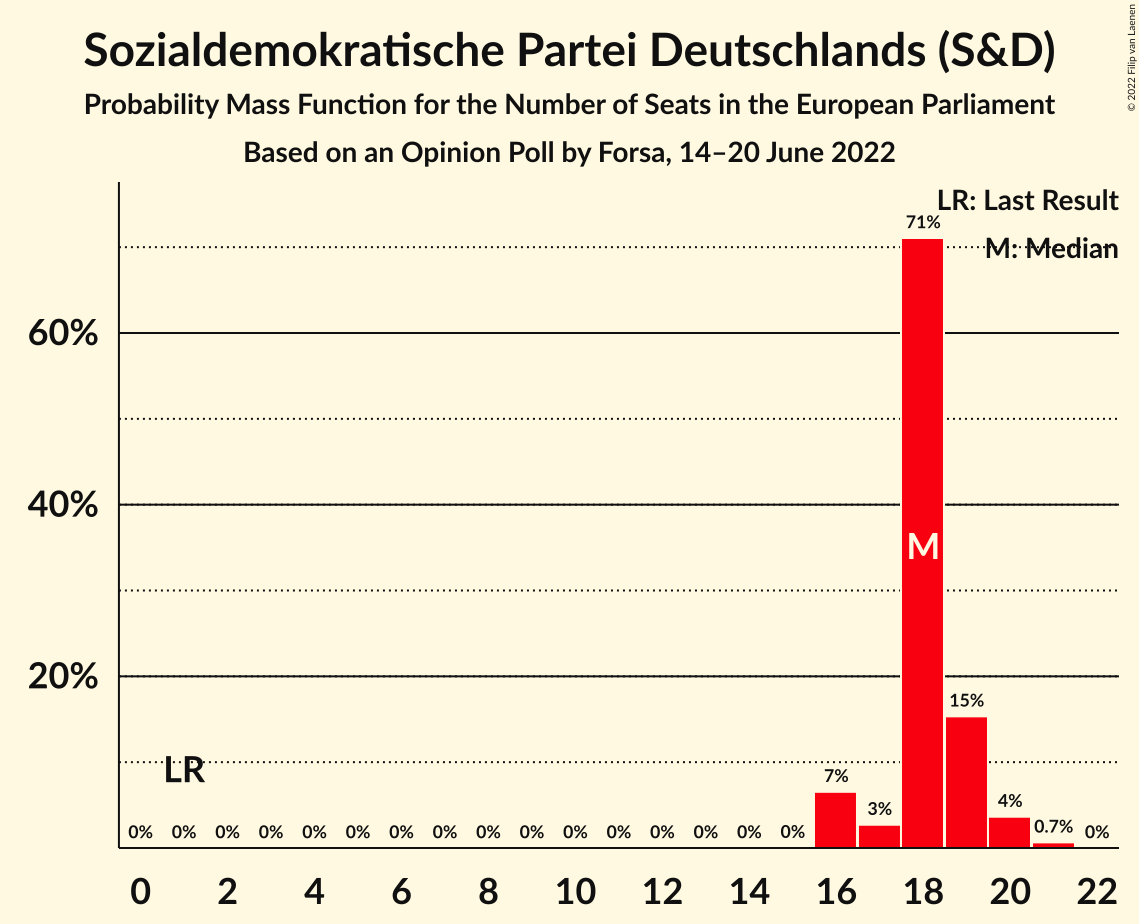 Sozialdemokratische Partei Deutschlands (S&D)
Probability Mass Function for the Number of Seats in the European Parliament
Based on an Opinion Poll by Forsa, 14–20 June 2022
© 2022 Filip van Laenen
LR: Last Result
M: Median
71%
60%
40%
M
20%
15%
LR
7%
3%
4%
0.7%
0% 0% 0% 0% 0% 0% 0% 0% 0% 0% 0% 0% 0% 0% 0% 0% 0%
0 2 4 6 8 10 12 14 16 18 20 22